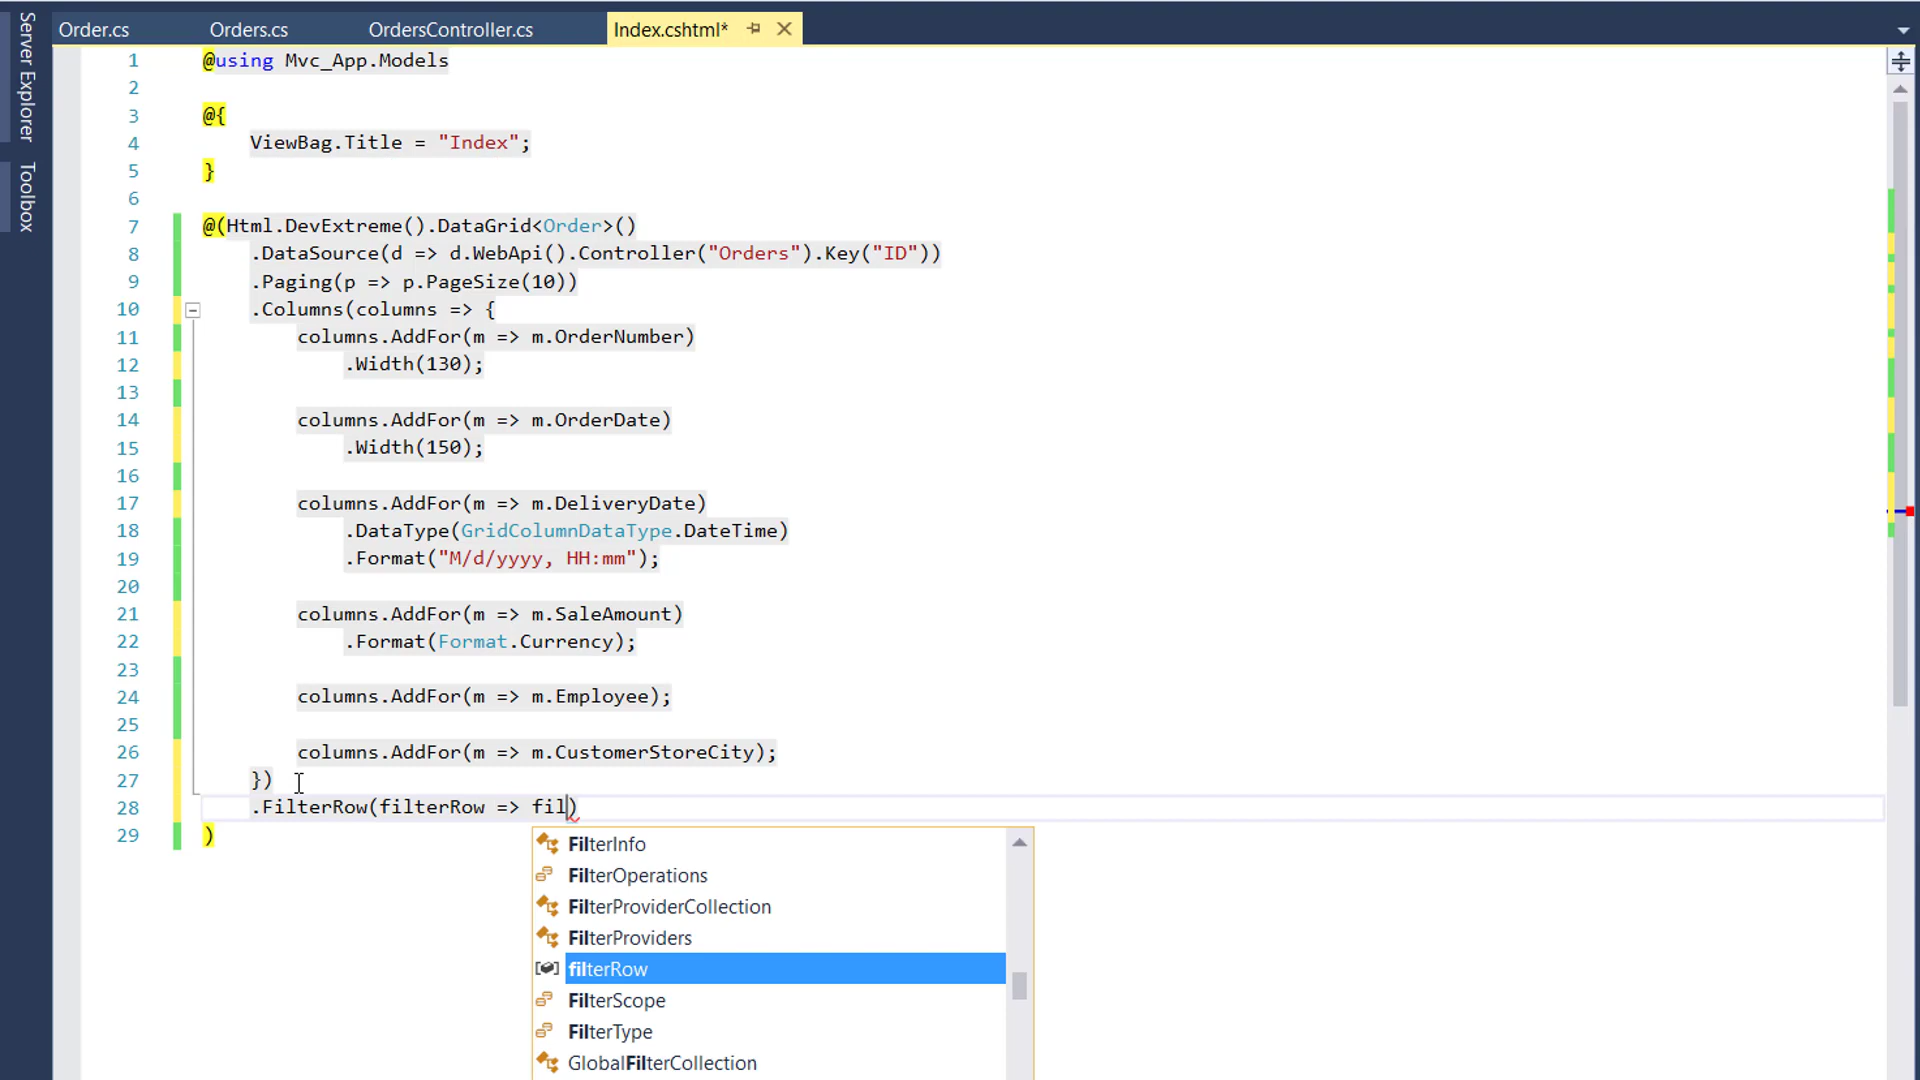 Order.cs Orders.cs OrdersController.cs Index.cshtml*
Server Explorer
Toolbox
1 @using Mvc_App.Models
2
3 @{
4 ViewBag.Title = "Index";
5 }
6
7 @(Html.DevExtreme().DataGrid<Order>()
8 .DataSource(d => d.WebApi().Controller("Orders").Key("ID"))
9 .Paging(p => p.PageSize(10))
10 .Columns(columns => {
11 columns.AddFor(m => m.OrderNumber)
12 .Width(130);
13
14 columns.AddFor(m => m.OrderDate)
15 .Width(150);
16
17 columns.AddFor(m => m.DeliveryDate)
18 .DataType(GridColumnDataType.DateTime)
19 .Format("M/d/yyyy, HH:mm");
20
21 columns.AddFor(m => m.SaleAmount)
22 .Format(Format.Currency);
23
24 columns.AddFor(m => m.Employee);
25
26 columns.AddFor(m => m.CustomerStoreCity);
27 })
28 .FilterRow(filterRow => fil)
29 )
FilterInfo
FilterOperations
FilterProviderCollection
FilterProviders
filterRow
FilterScope
FilterType
GlobalFilterCollection